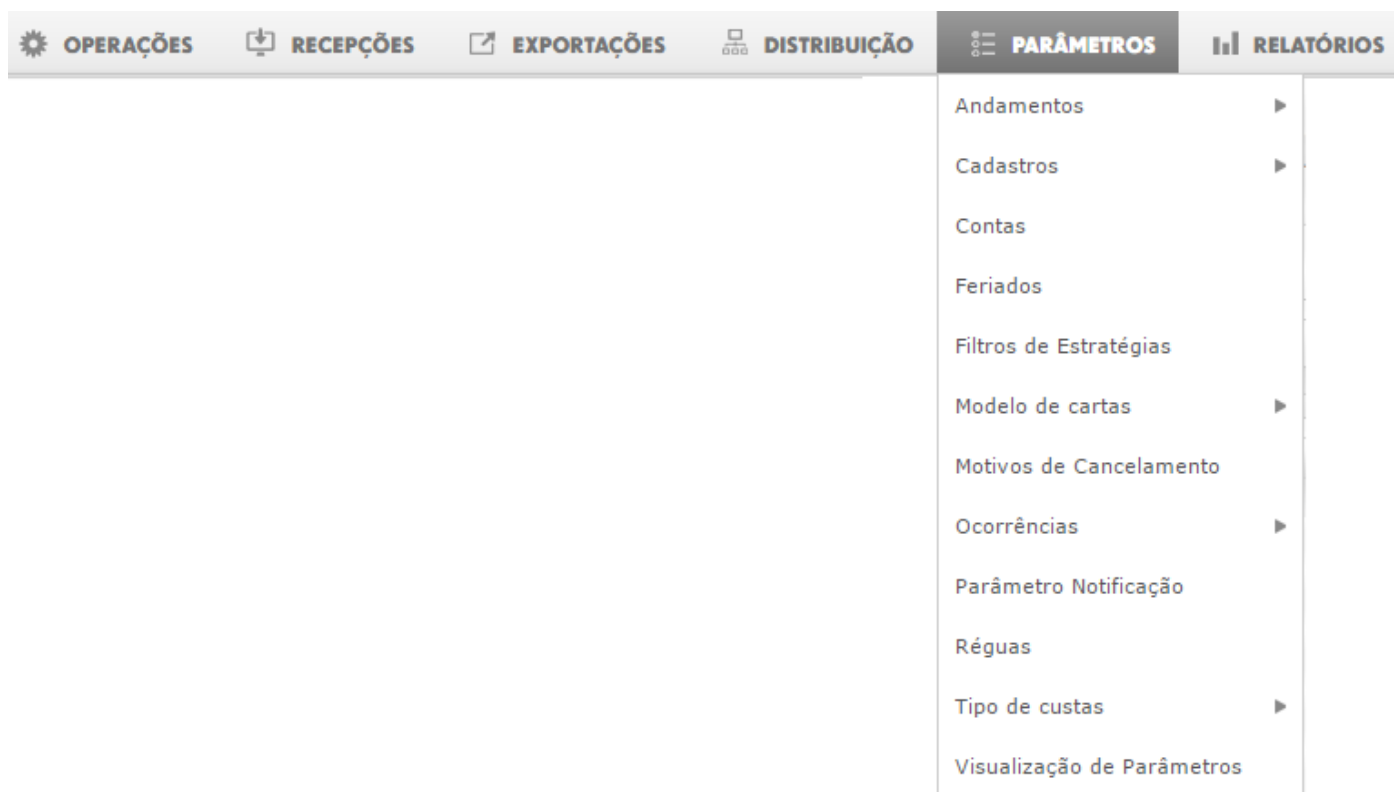 OPERAÇÕES RECEPÇÕES EXPORTAÇÕES DISTRIBUIÇÃO PARÂMETROS RELATÓRIOS
Andamentos
Cadastros
Contas
Feriados
Filtros de Estratégias
Modelo de cartas
Motivos de Cancelamento
Ocorrências
Parâmetro Notificação
Réguas
Tipo de custas
Visualização de Parâmetros